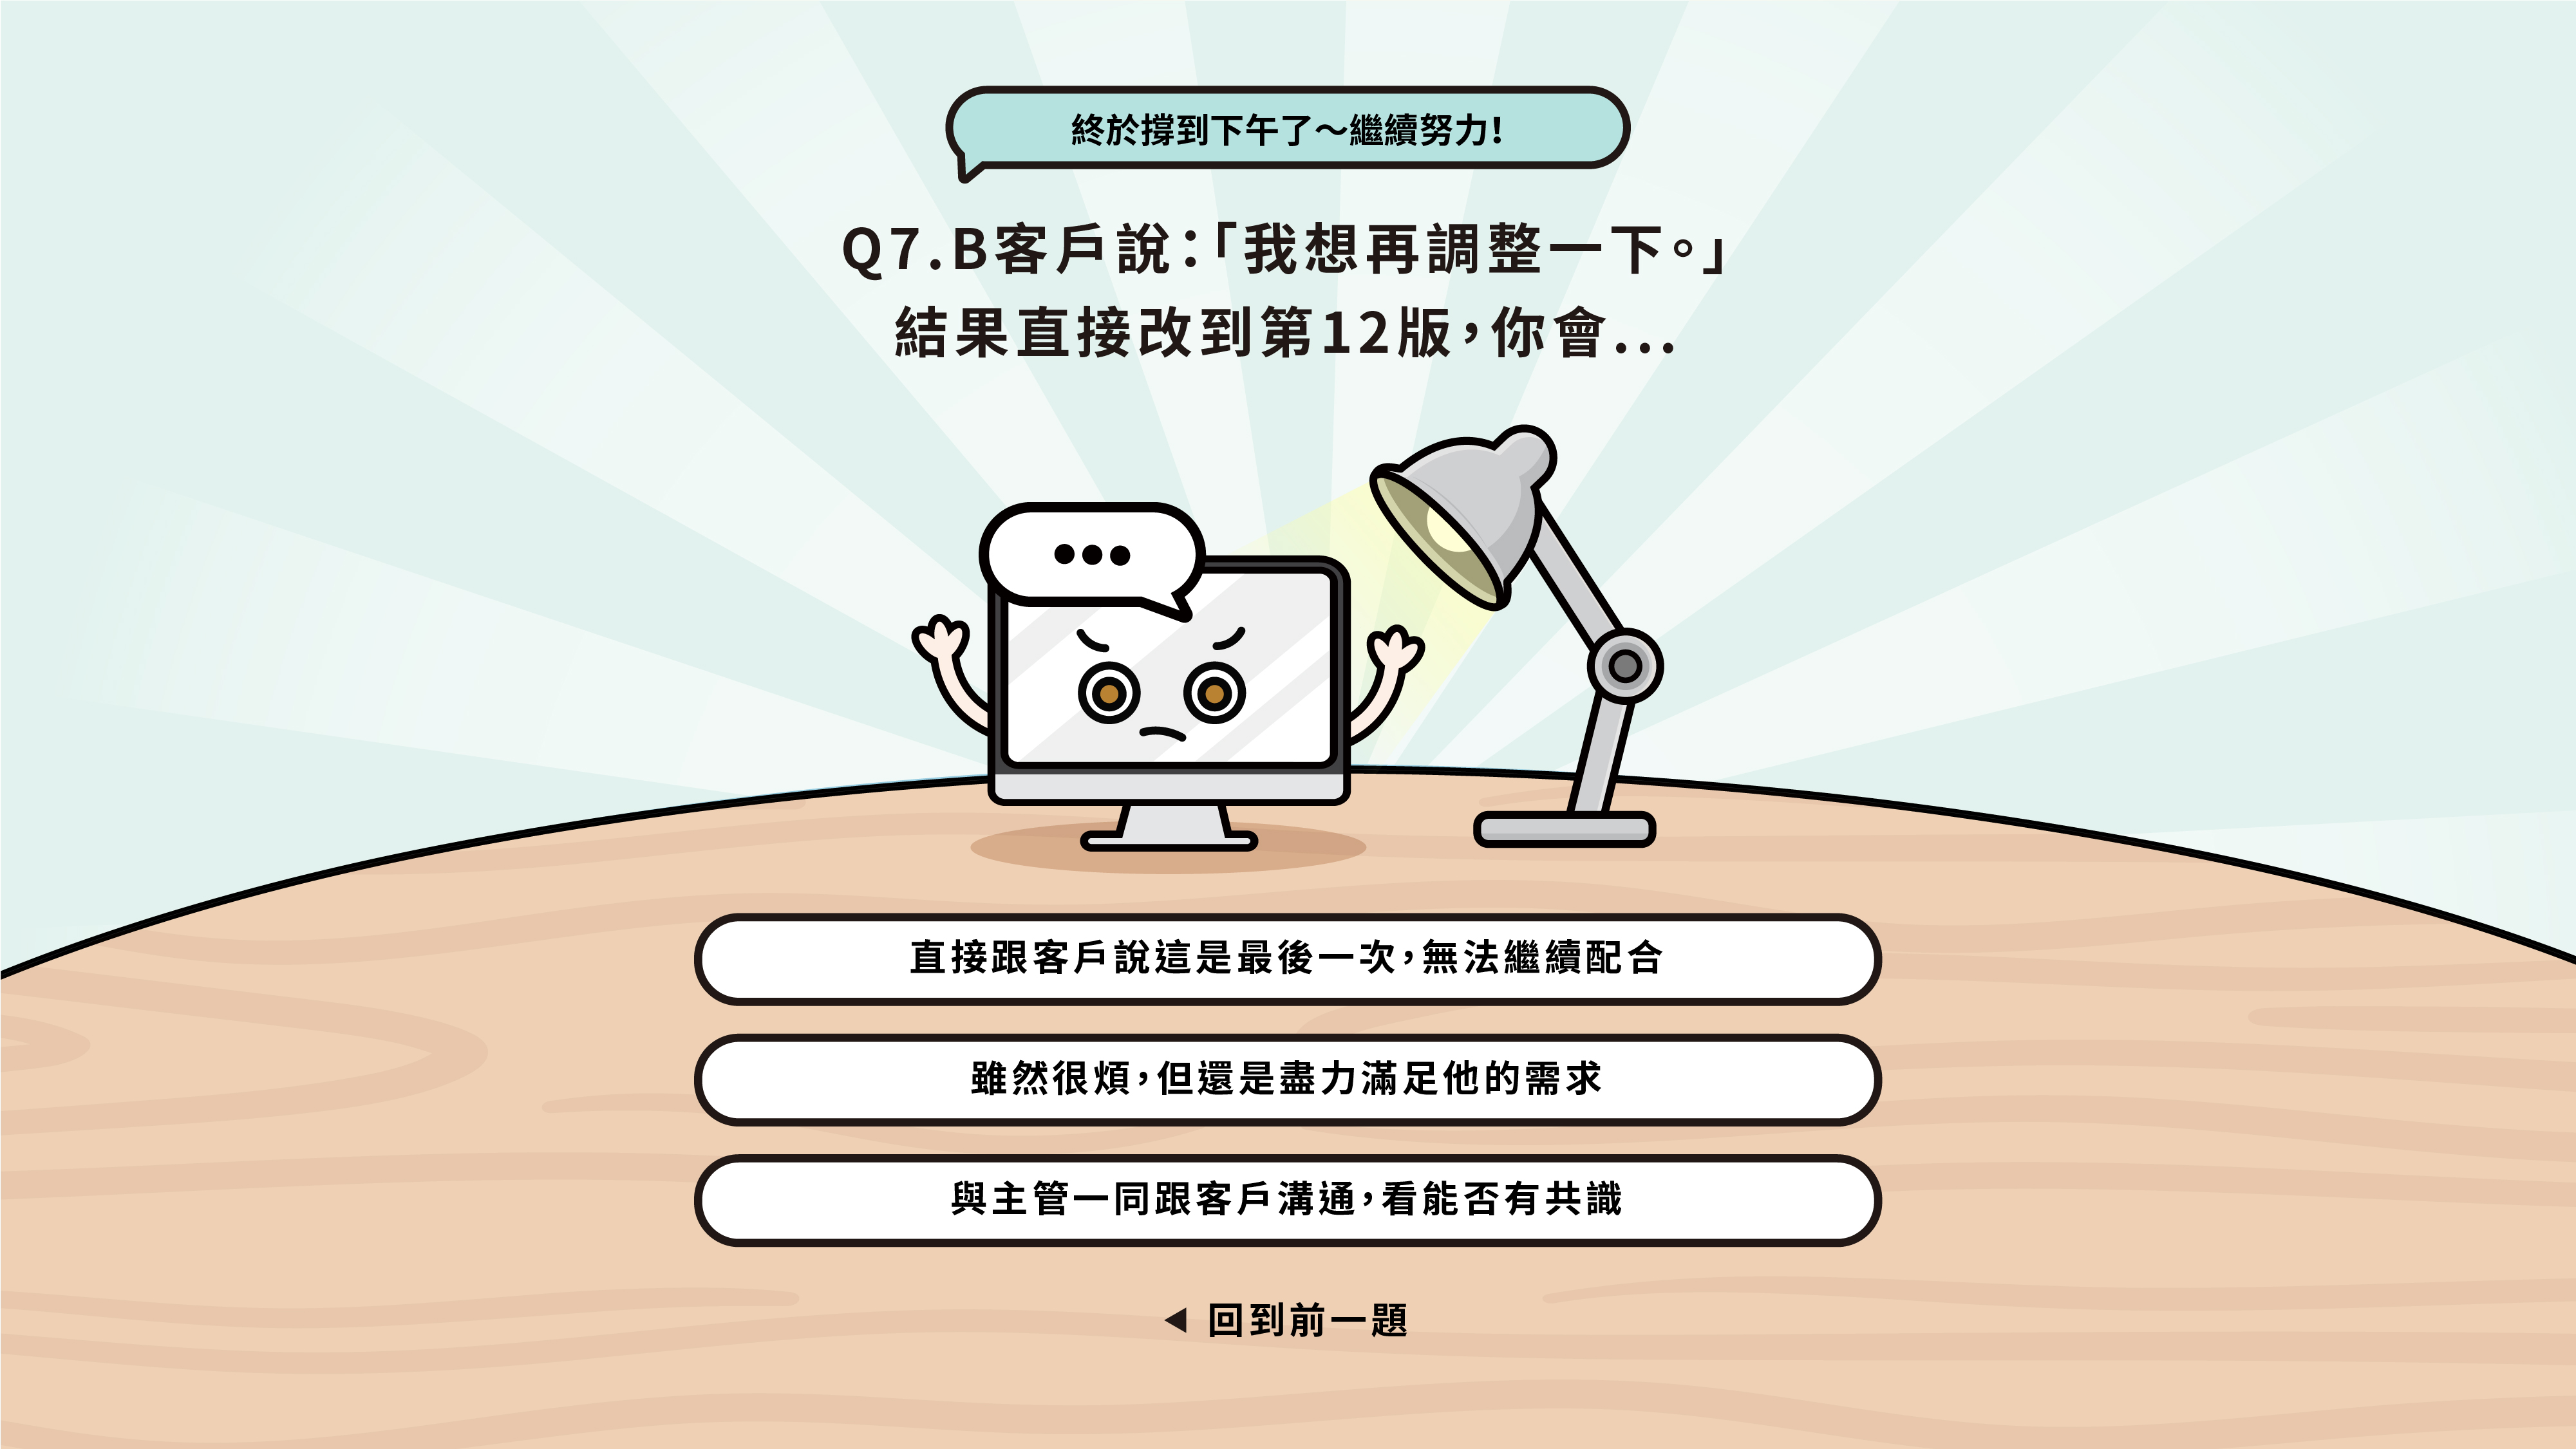 終於撐到下午了～繼續努力！
Q7.B客戶說：「我想再調整一下。」
結果直接改到第12版，你會...
直接跟客戶說這是最後一次，無法繼續配合
雖然很煩，但還是盡力滿足他的需求
與主管一同跟客戶溝通，看能否有共識
◀ 回到前一題